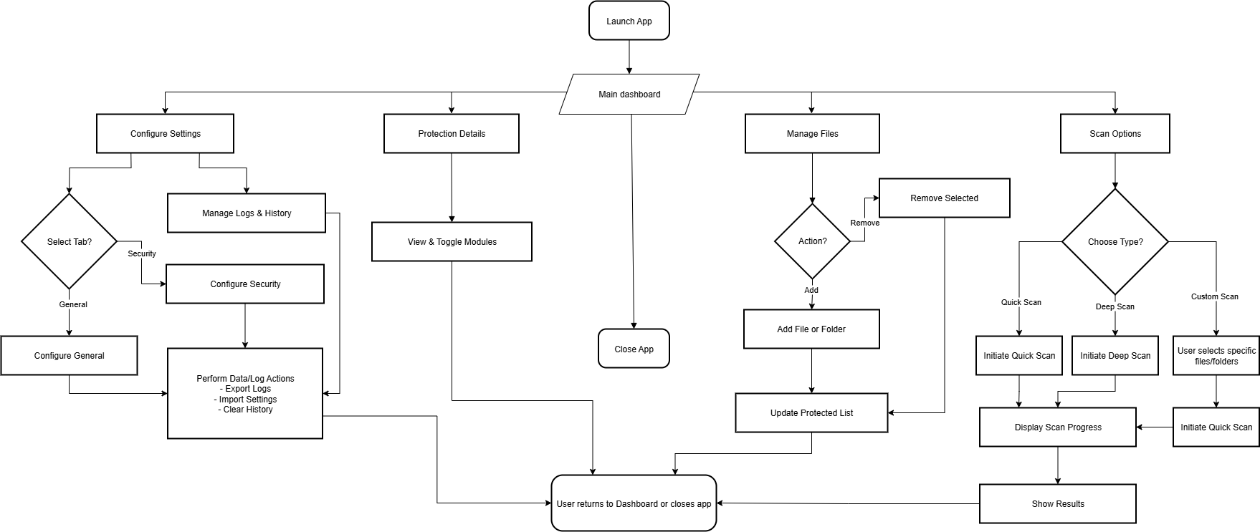 Launch App
Main dashboard
Configure Settings
Protection Details
Manage Files
Scan Options
Manage Logs & History
Remove Selected
Select Tab?
View & Toggle Modules
Action?
Remove
Choose Type?
Security
Configure Security
General
Add
Quick Scan
Deep Scan
Custom Scan
Add File or Folder
Close App
Configure General
Initiate Quick Scan
Initiate Deep Scan
User selects specific
files/folders
Perform Data/Log Actions
- Export Logs
- Import Settings
- Clear History
Update Protected List
Display Scan Progress
Initiate Quick Scan
User returns to Dashboard or closes app
Show Results